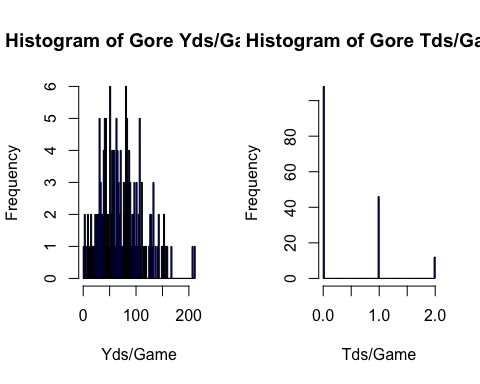 Histogram of Gore Yds/Ga
Frequency
0 1 2 3 4 5 6
0 100 200
Yds/Game
Histogram of Gore Tds/Ga
Frequency
0 20 40 60 80
0.0 1.0 2.0
Tds/Game